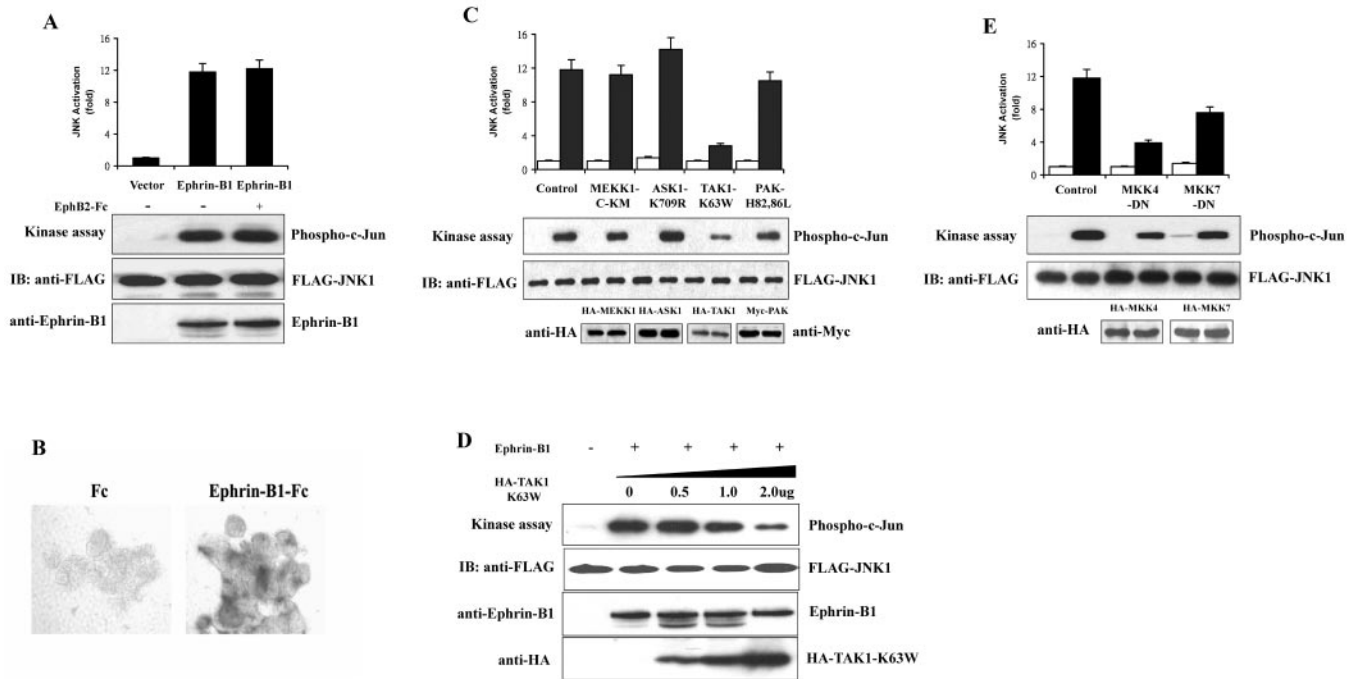 A
JNK Activation
(fold)
16
12
8
4
0
Vector Ephrin-B1 Ephrin-B1
EphB2-Fc - - +
Kinase assay Phospho-c-Jun
IB: anti-FLAG FLAG-JNK1
anti-Ephrin-B1 Ephrin-B1
B
Fc Ephrin-B1-Fc
C
JNK Activation
(fold)
16
12
8
4
0
Control MEKK1- ASK1- TAK1- PAK-
C-KM K709R K63W H82,86L
Kinase assay Phospho-c-Jun
IB: anti-FLAG FLAG-JNK1
HA-MEKK1 HA-ASK1 HA-TAK1 Myc-PAK
anti-HA anti-Myc
D
Ephrin-B1 - + + + +
HA-TAK1
K63W 0 0.5 1.0 2.0ug
Kinase assay Phospho-c-Jun
IB: anti-FLAG FLAG-JNK1
anti-Ephrin-B1 Ephrin-B1
anti-HA HA-TAK1-K63W
E
JNK Activation
(fold)
16
12
8
4
0
Control MKK4 MKK7
-DN -DN
Kinase assay Phospho-c-Jun
IB: anti-FLAG FLAG-JNK1
HA-MKK4 HA-MKK7
anti-HA